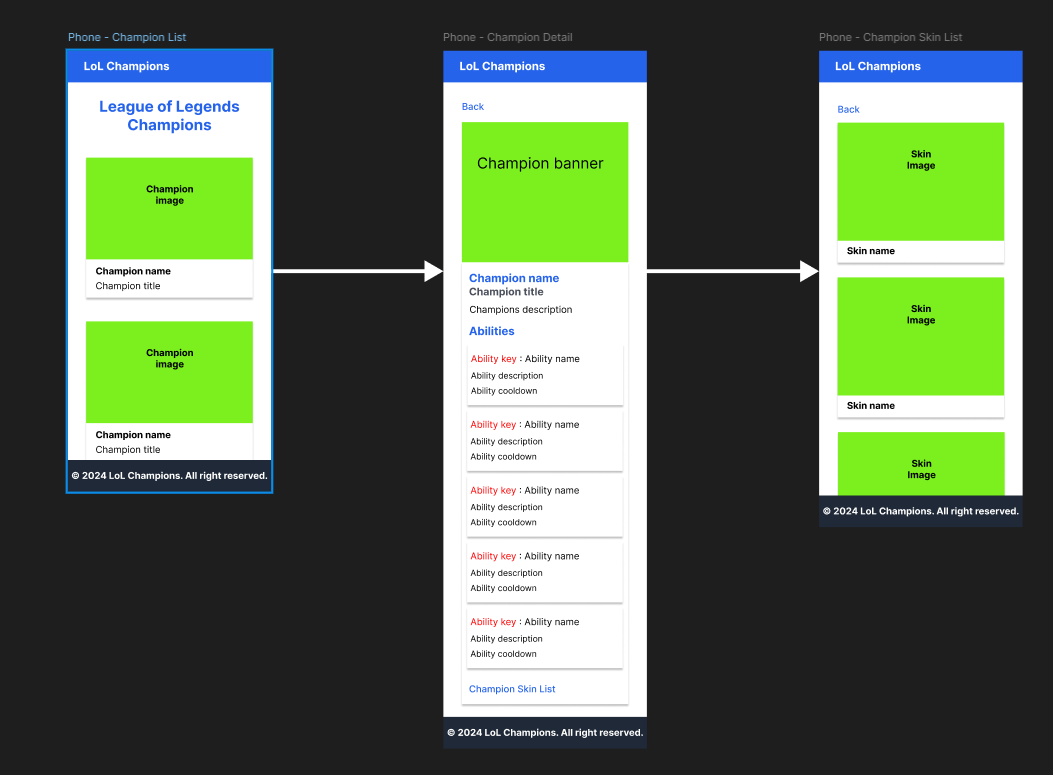 Phone - Champion List
LoL Champions
League of Legends
Champions
Champion
image
Champion name
Champion title
Champion
image
Champion name
Champion title
© 2024 LoL Champions. All right reserved.
Phone - Champion Detail
LoL Champions
Back
Champion banner
Champion name
Champion title
Champions description
Abilities
Ability key : Ability name
Ability description
Ability cooldown
Ability key : Ability name
Ability description
Ability cooldown
Ability key : Ability name
Ability description
Ability cooldown
Ability key : Ability name
Ability description
Ability cooldown
Ability key : Ability name
Ability description
Ability cooldown
Champion Skin List
© 2024 LoL Champions. All right reserved.
Phone - Champion Skin List
LoL Champions
Back
Skin
Image
Skin name
Skin
Image
Skin name
Skin
Image
© 2024 LoL Champions. All right reserved.